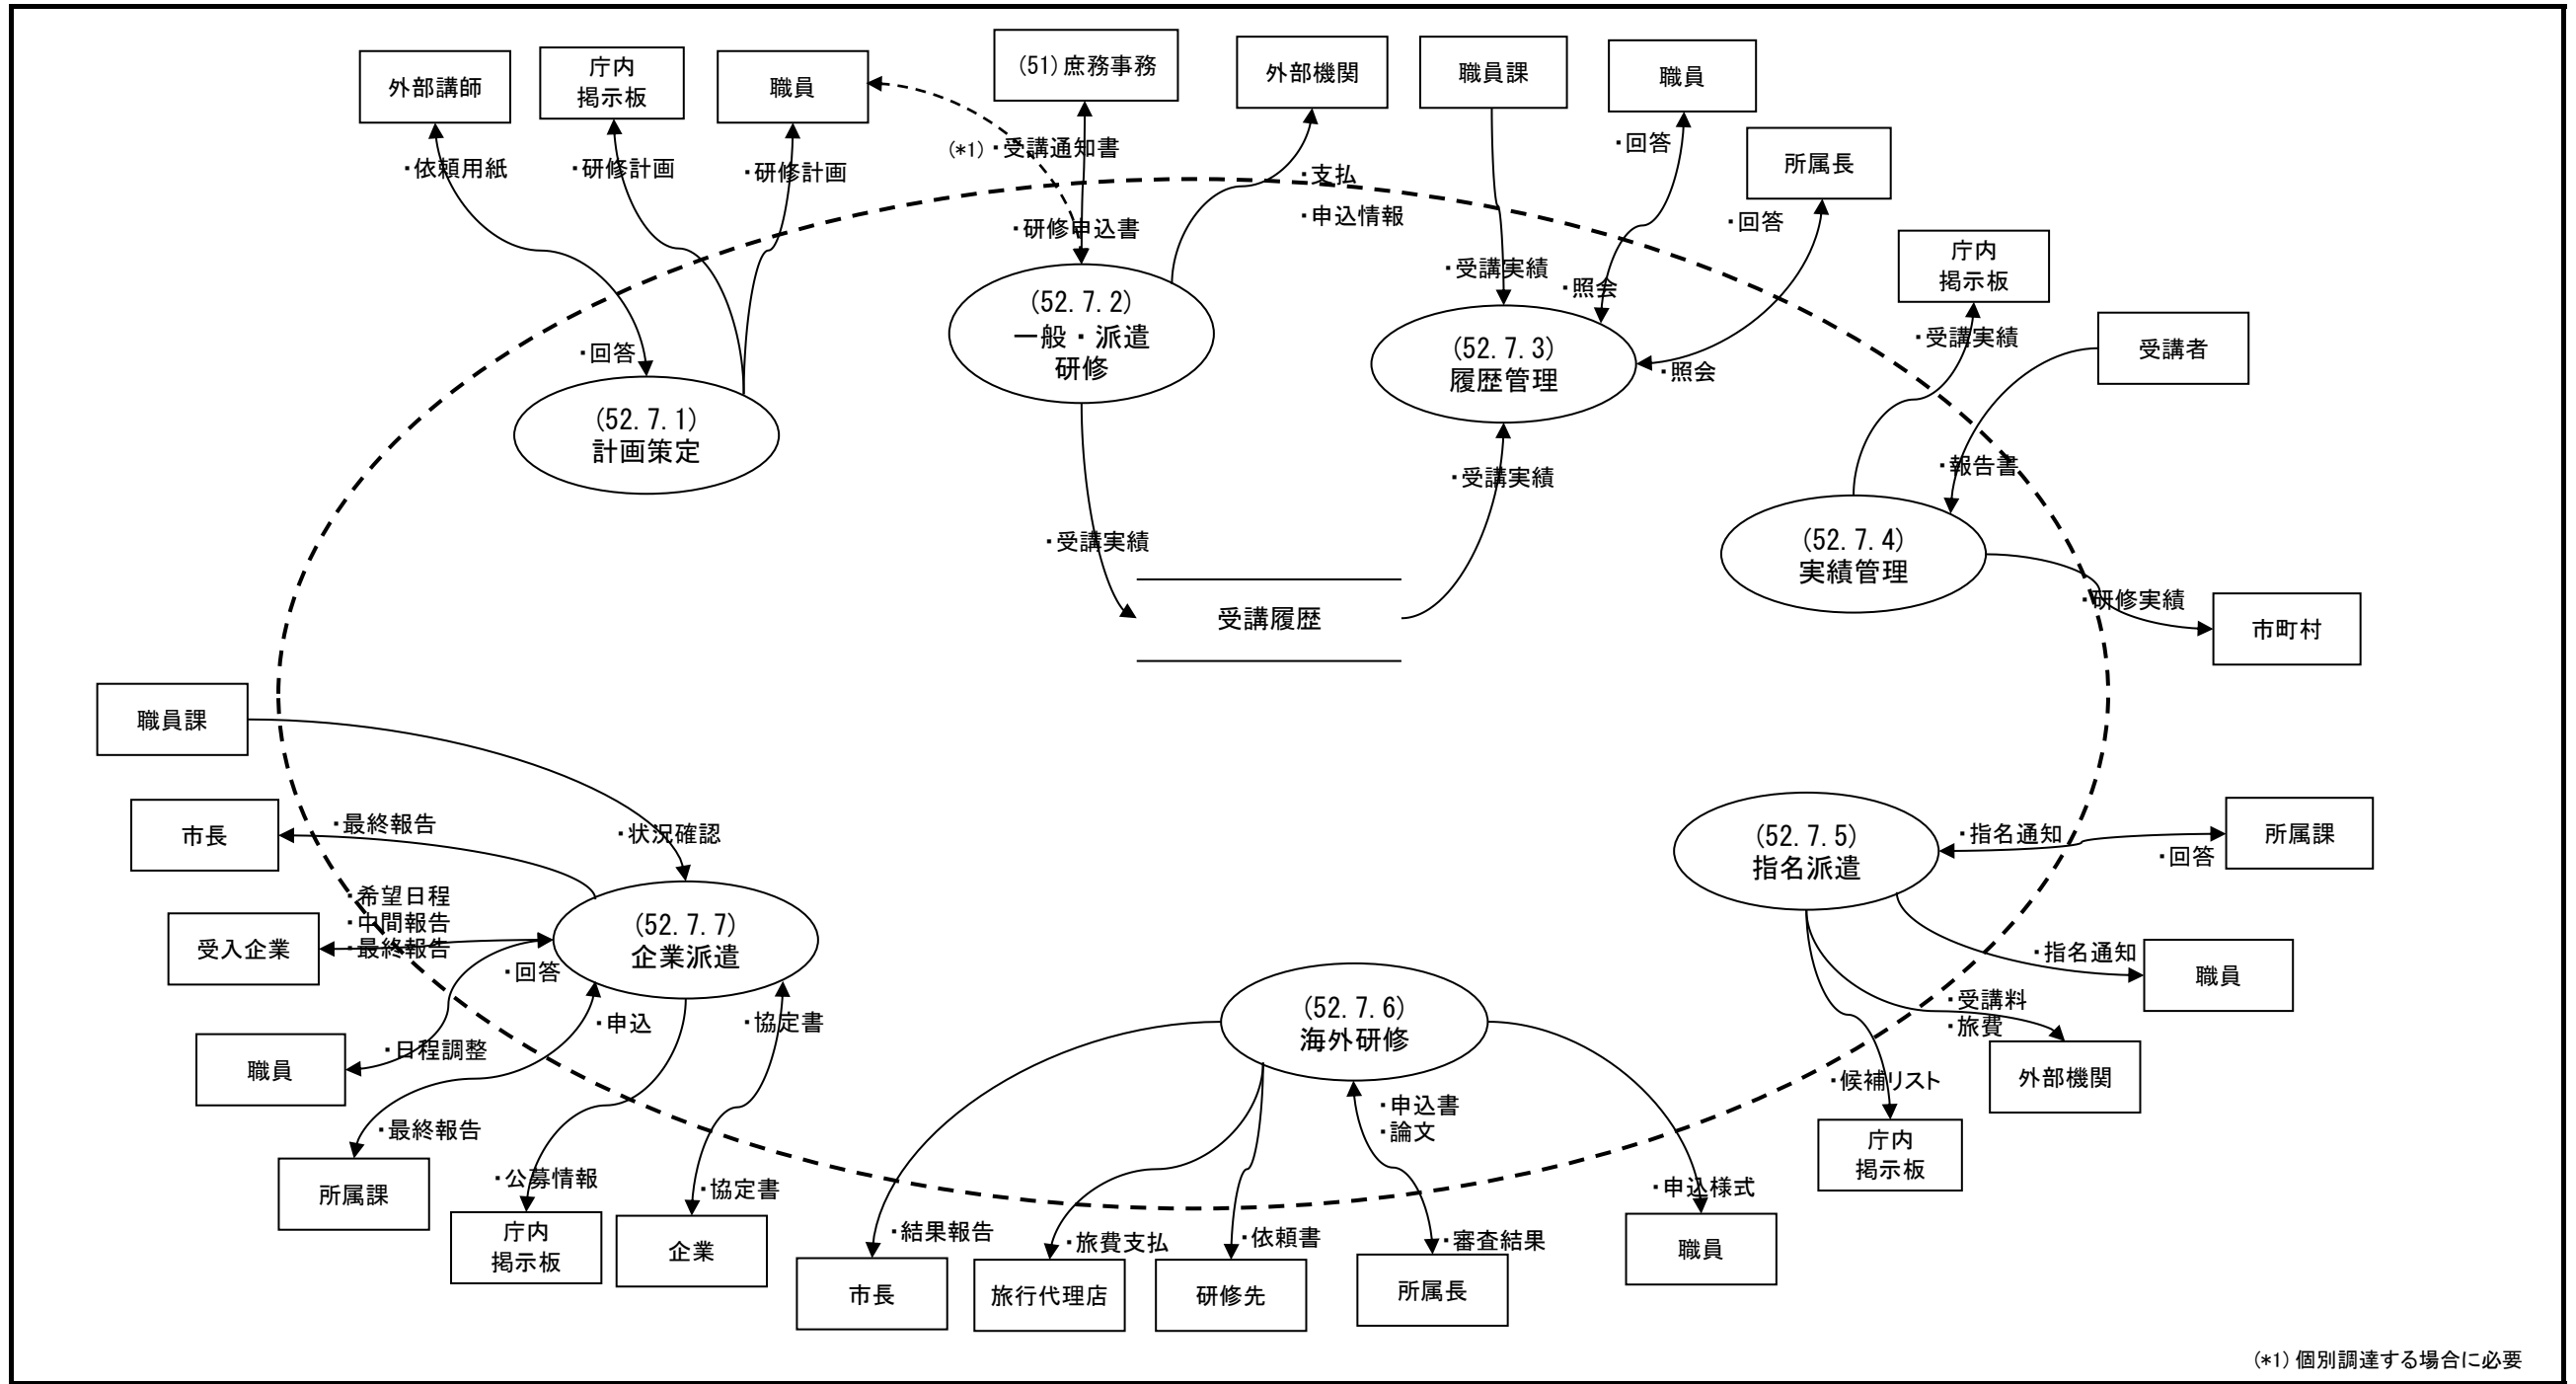 外部講師
庁内
掲示板
職員
(51)庶務事務
外部機関
職員課
職員
所属長
・依頼用紙
・研修計画
・研修計画
(*1)・受講通知書
・支払
・申込情報
・回答
・回答
・研修申込書
・受講実績
・照会
庁内
掲示板
・受講実績
受講者
・回答
(52.7.1)
計画策定
(52.7.2)
一般・派遣
研修
(52.7.3)
履歴管理
・照会
・受講実績
・報告書
・受講実績
(52.7.4)
実績管理
・研修実績
市町村
受講履歴
職員課
市長
・最終報告
・状況確認
・希望日程
・中間報告
・最終報告
受入企業
・回答
(52.7.7)
企業派遣
(52.7.5)
指名派遣
・指名通知
・回答
所属課
・指名通知
職員
・受講料
・旅費
外部機関
・候補リスト
庁内
掲示板
職員
・日程調整
・申込
・協定書
・最終報告
所属課
・公募情報
庁内
掲示板
・協定書
企業
(52.7.6)
海外研修
・申込書
・論文
・結果報告
市長
・旅費支払
旅行代理店
・依頼書
研修先
・審査結果
所属長
・申込様式
職員
(*1)個別調達する場合に必要